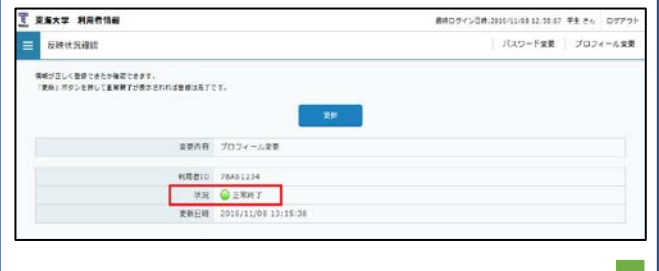 東海大学 利用者情報
最終ログイン日時:2016/11/08 12:58:07 学生 さん ログアウト
反映状況確認
パスワード変更 プロフィール変更
情報が正しく登録できたか確認できます。
「更新」ボタンを押して正常終了が表示されれば登録は完了です。
更新
変更内容 プロフィール変更
利用者ID 7BAB1234
状況 正常終了
更新日時 2016/11/08 13:15:38